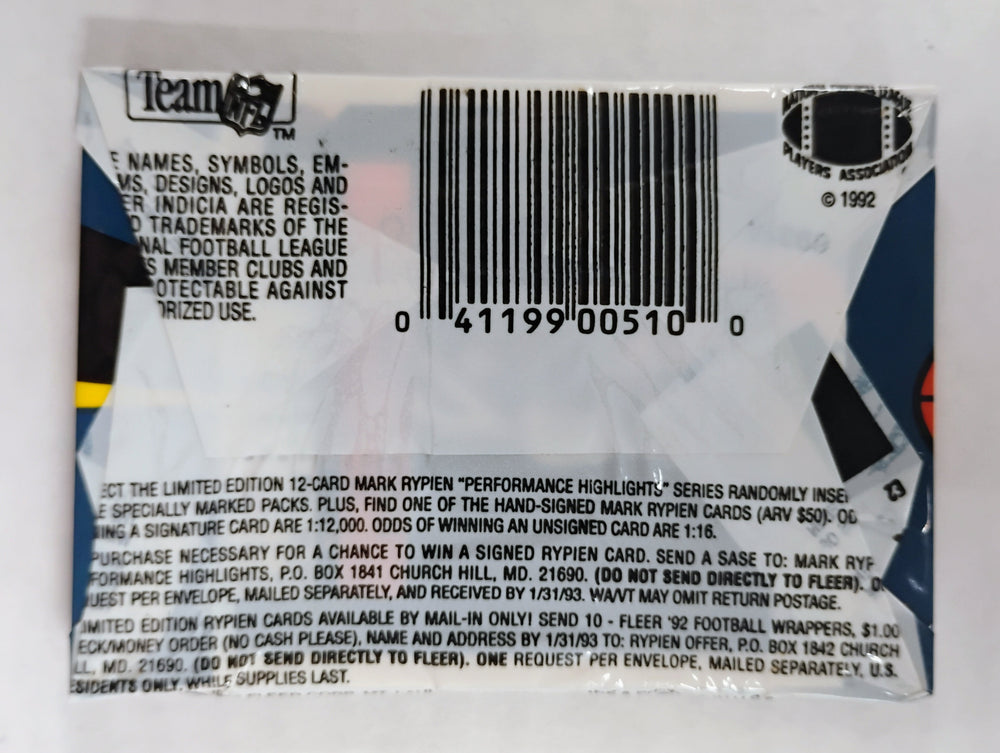 Team NFL
TM
NAMES, SYMBOLS, EM-
MS, DESIGNS, LOGOS AND
ER INDICIA ARE REGIS-
D TRADEMARKS OF THE
NAL FOOTBALL LEAGUE
S MEMBER CLUBS AND
OTECTABLE AGAINST
ORIZED USE.
0 41199 00510 0
PLAYERS ASSOCIATION
© 1992
ECT THE LIMITED EDITION 12-CARD MARK RYPIEN "PERFORMANCE HIGHLIGHTS" SERIES RANDOMLY INSE
E SPECIALLY MARKED PACKS. PLUS, FIND ONE OF THE HAND-SIGNED MARK RYPIEN CARDS (ARV $50). OD
ING A SIGNATURE CARD ARE 1:12,000. ODDS OF WINNING AN UNSIGNED CARD ARE 1:16.
PURCHASE NECESSARY FOR A CHANCE TO WIN A SIGNED RYPIEN CARD. SEND A SASE TO: MARK RYP
FORMANCE HIGHLIGHTS, P.O. BOX 1841 CHURCH HILL, MD. 21690. (DO NOT SEND DIRECTLY TO FLEER). O
UEST PER ENVELOPE, MAILED SEPARATELY, AND RECEIVED BY 1/31/93. WA/VT MAY OMIT RETURN POSTAGE.
IMITED EDITION RYPIEN CARDS AVAILABLE BY MAIL-IN ONLY! SEND 10 - FLEER '92 FOOTBALL WRAPPERS, $1.00
ECK/MONEY ORDER (NO CASH PLEASE), NAME AND ADDRESS BY 1/31/93 TO: RYPIEN OFFER, P.O. BOX 1842 CHURCH
LL, MD. 21690. (DO NOT SEND DIRECTLY TO FLEER). ONE REQUEST PER ENVELOPE, MAILED SEPARATELY, U.S.
ESIDENTS ONLY. WHILE SUPPLIES LAST.